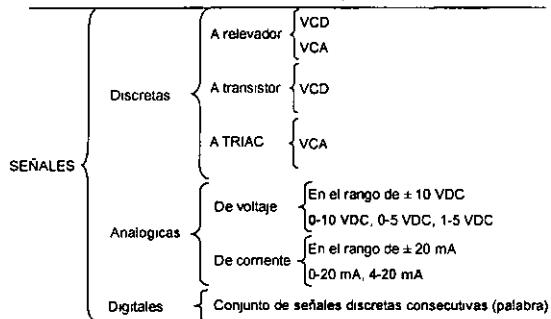 SEÑALES
Discretas
A relevador
VCD
VCA
A transistor
VCD
A TRIAC
VCA
Analogicas
De voltaje
En el rango de ± 10 VDC
0-10 VDC, 0-5 VDC, 1-5 VDC
De corriente
En el rango de ± 20 mA
0-20 mA, 4-20 mA
Digitales
Conjunto de señales discretas consecutivas (palabra)